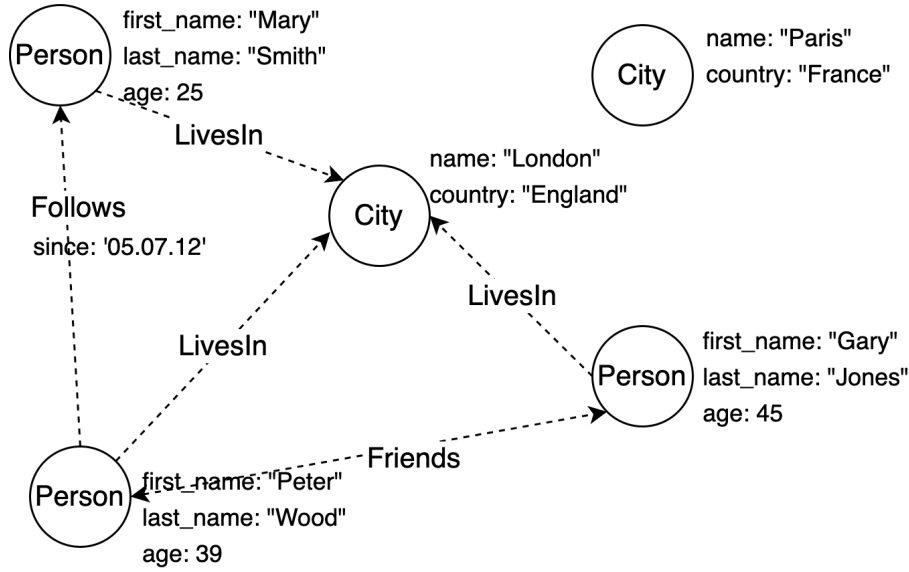 Person
first_name: "Mary"
last_name: "Smith"
age: 25
City
name: "Paris"
country: "France"
LivesIn
City
name: "London"
country: "England"
Follows
since: '05.07.12'
LivesIn
LivesIn
Person
first_name: "Gary"
last_name: "Jones"
age: 45
Friends
Person
first_name: "Peter"
last_name: "Wood"
age: 39